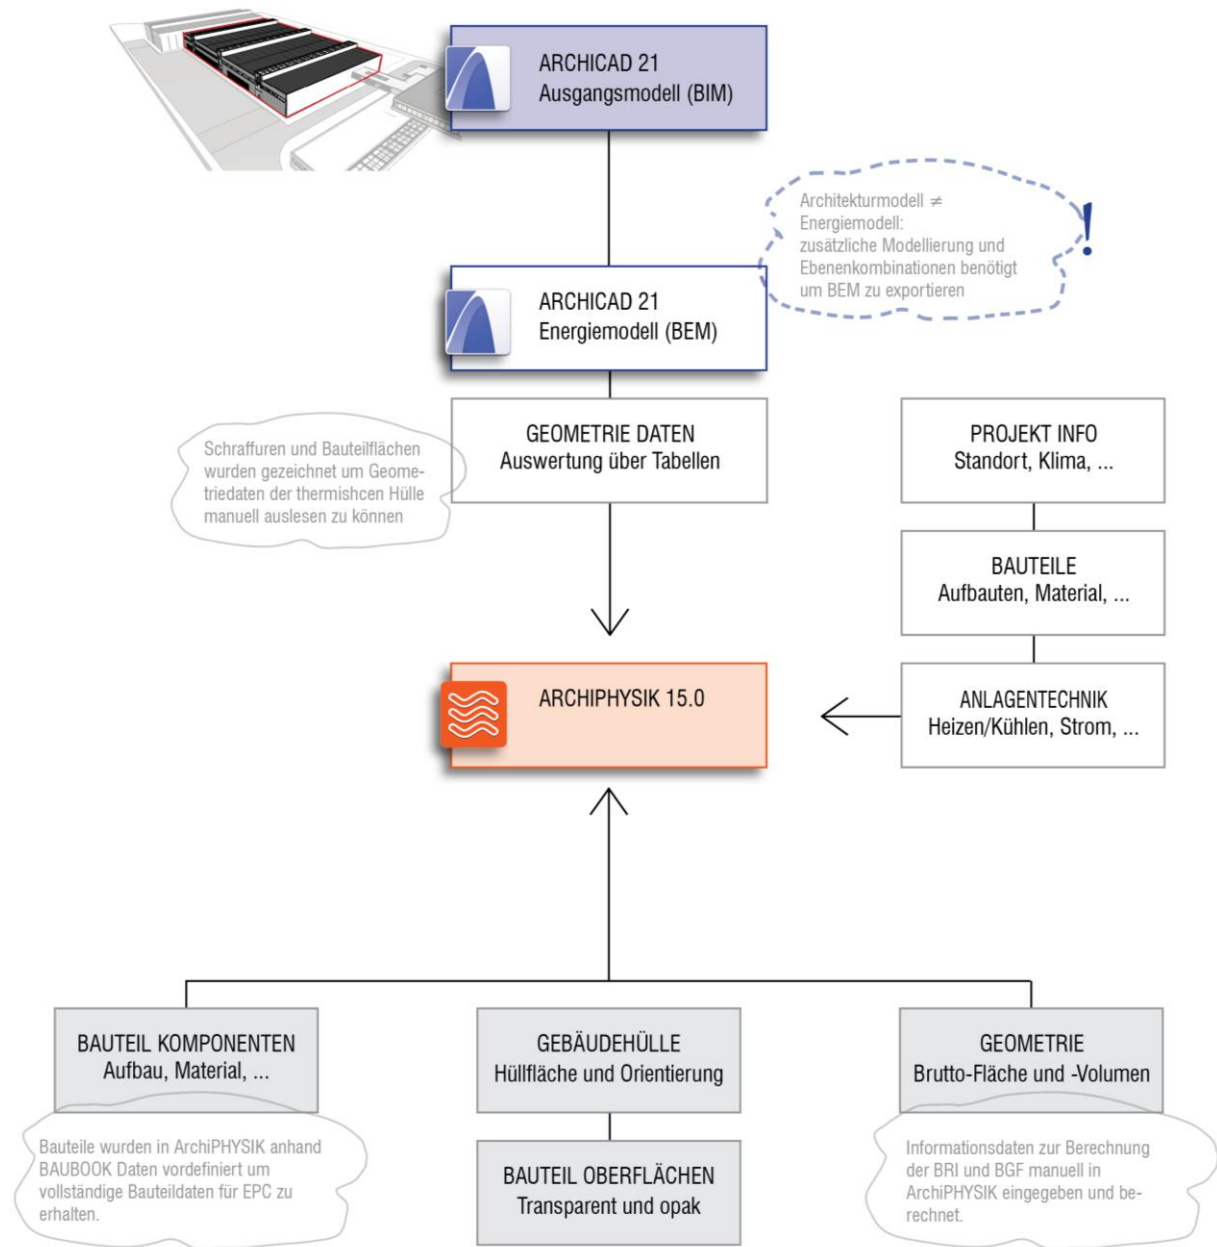 ARCHICAD 21
Ausgangsmodell (BIM)
Architekturmodell ≠
Energiemodell:
zusätzliche Modellierung und
Ebenenkombinationen benötigt
um BEM zu exportieren
!
ARCHICAD 21
Energiemodell (BEM)
Schraffuren und Bauteilflächen
wurden gezeichnet um Geome-
triedaten der thermishcen Hülle
manuell auslesen zu können
GEOMETRIE DATEN
Auswertung über Tabellen
PROJEKT INFO
Standort, Klima, ...
BAUTEILE
Aufbauten, Material, ...
ANLAGENTECHNIK
Heizen/Kühlen, Strom, ...
ARCHIPHYSIK 15.0
BAUTEIL KOMPONENTEN
Aufbau, Material, ...
Bauteile wurden in ArchiPHYSIK anhand
BAUBOOK Daten vordefiniert um
vollständige Bauteildaten für EPC zu
erhalten.
GEBÄUDEHÜLLE
Hüllfläche und Orientierung
BAUTEIL OBERFLÄCHEN
Transparent und opak
GEOMETRIE
Brutto-Fläche und -Volumen
Informationsdaten zur Berechnung
der BRI und BGF manuell in
ArchiPHYSIK eingegeben und be-
rechnet.